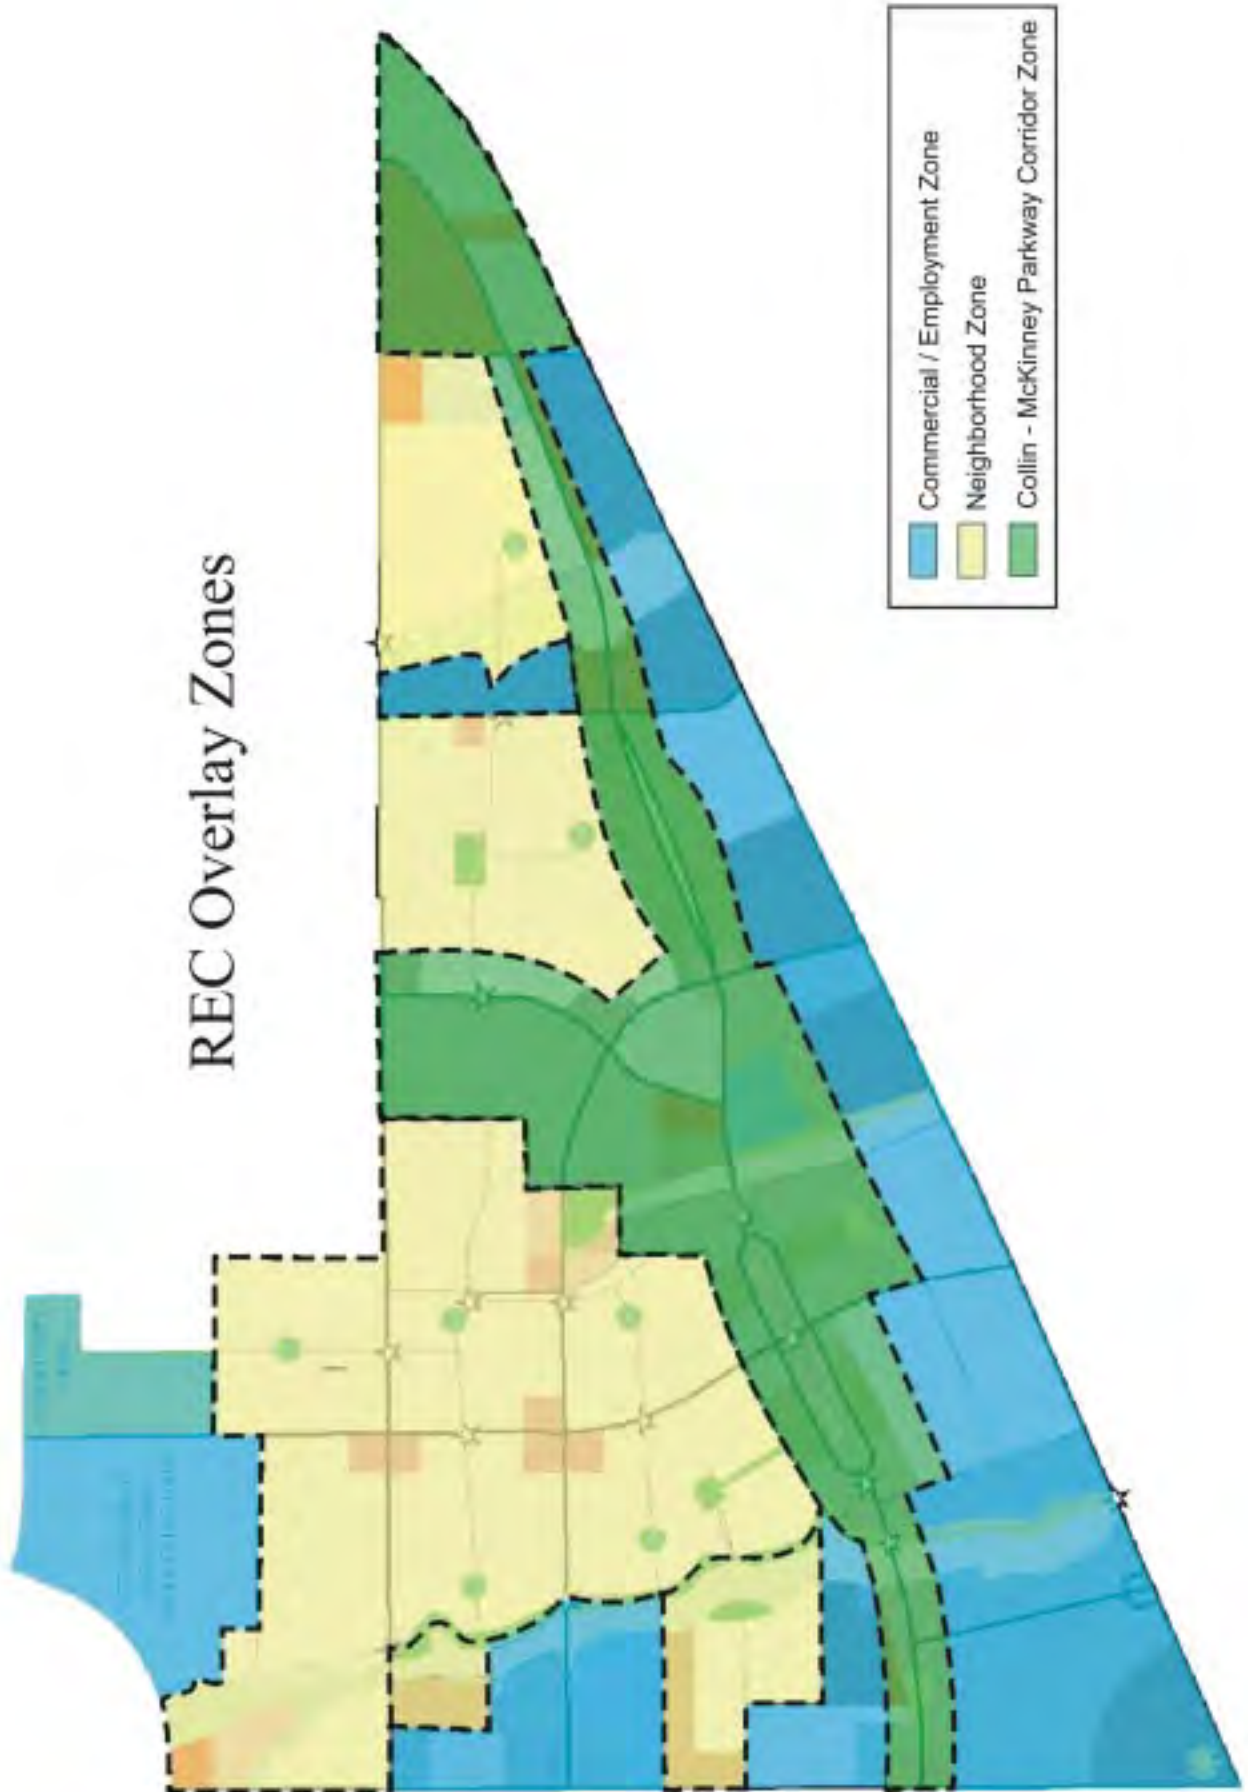 REC Overlay Zones
Commercial / Employment Zone
Neighborhood Zone
Collin - McKinney Parkway Corridor Zone